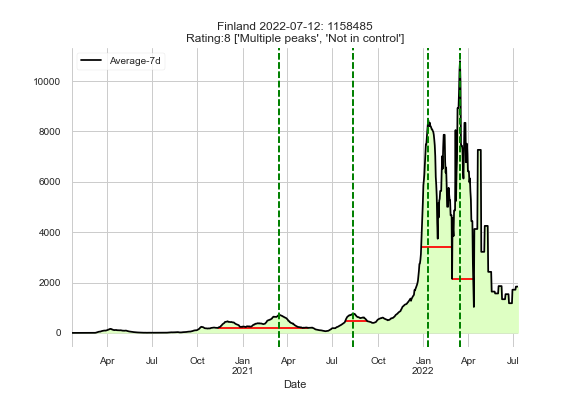 Finland 2022-07-12: 1158485
Rating:8 ['Multiple peaks', 'Not in control']
Average-7d
10000
8000
6000
4000
2000
0
Apr Jul Oct Jan Apr Jul Oct Jan Apr Jul
2021 2022
Date